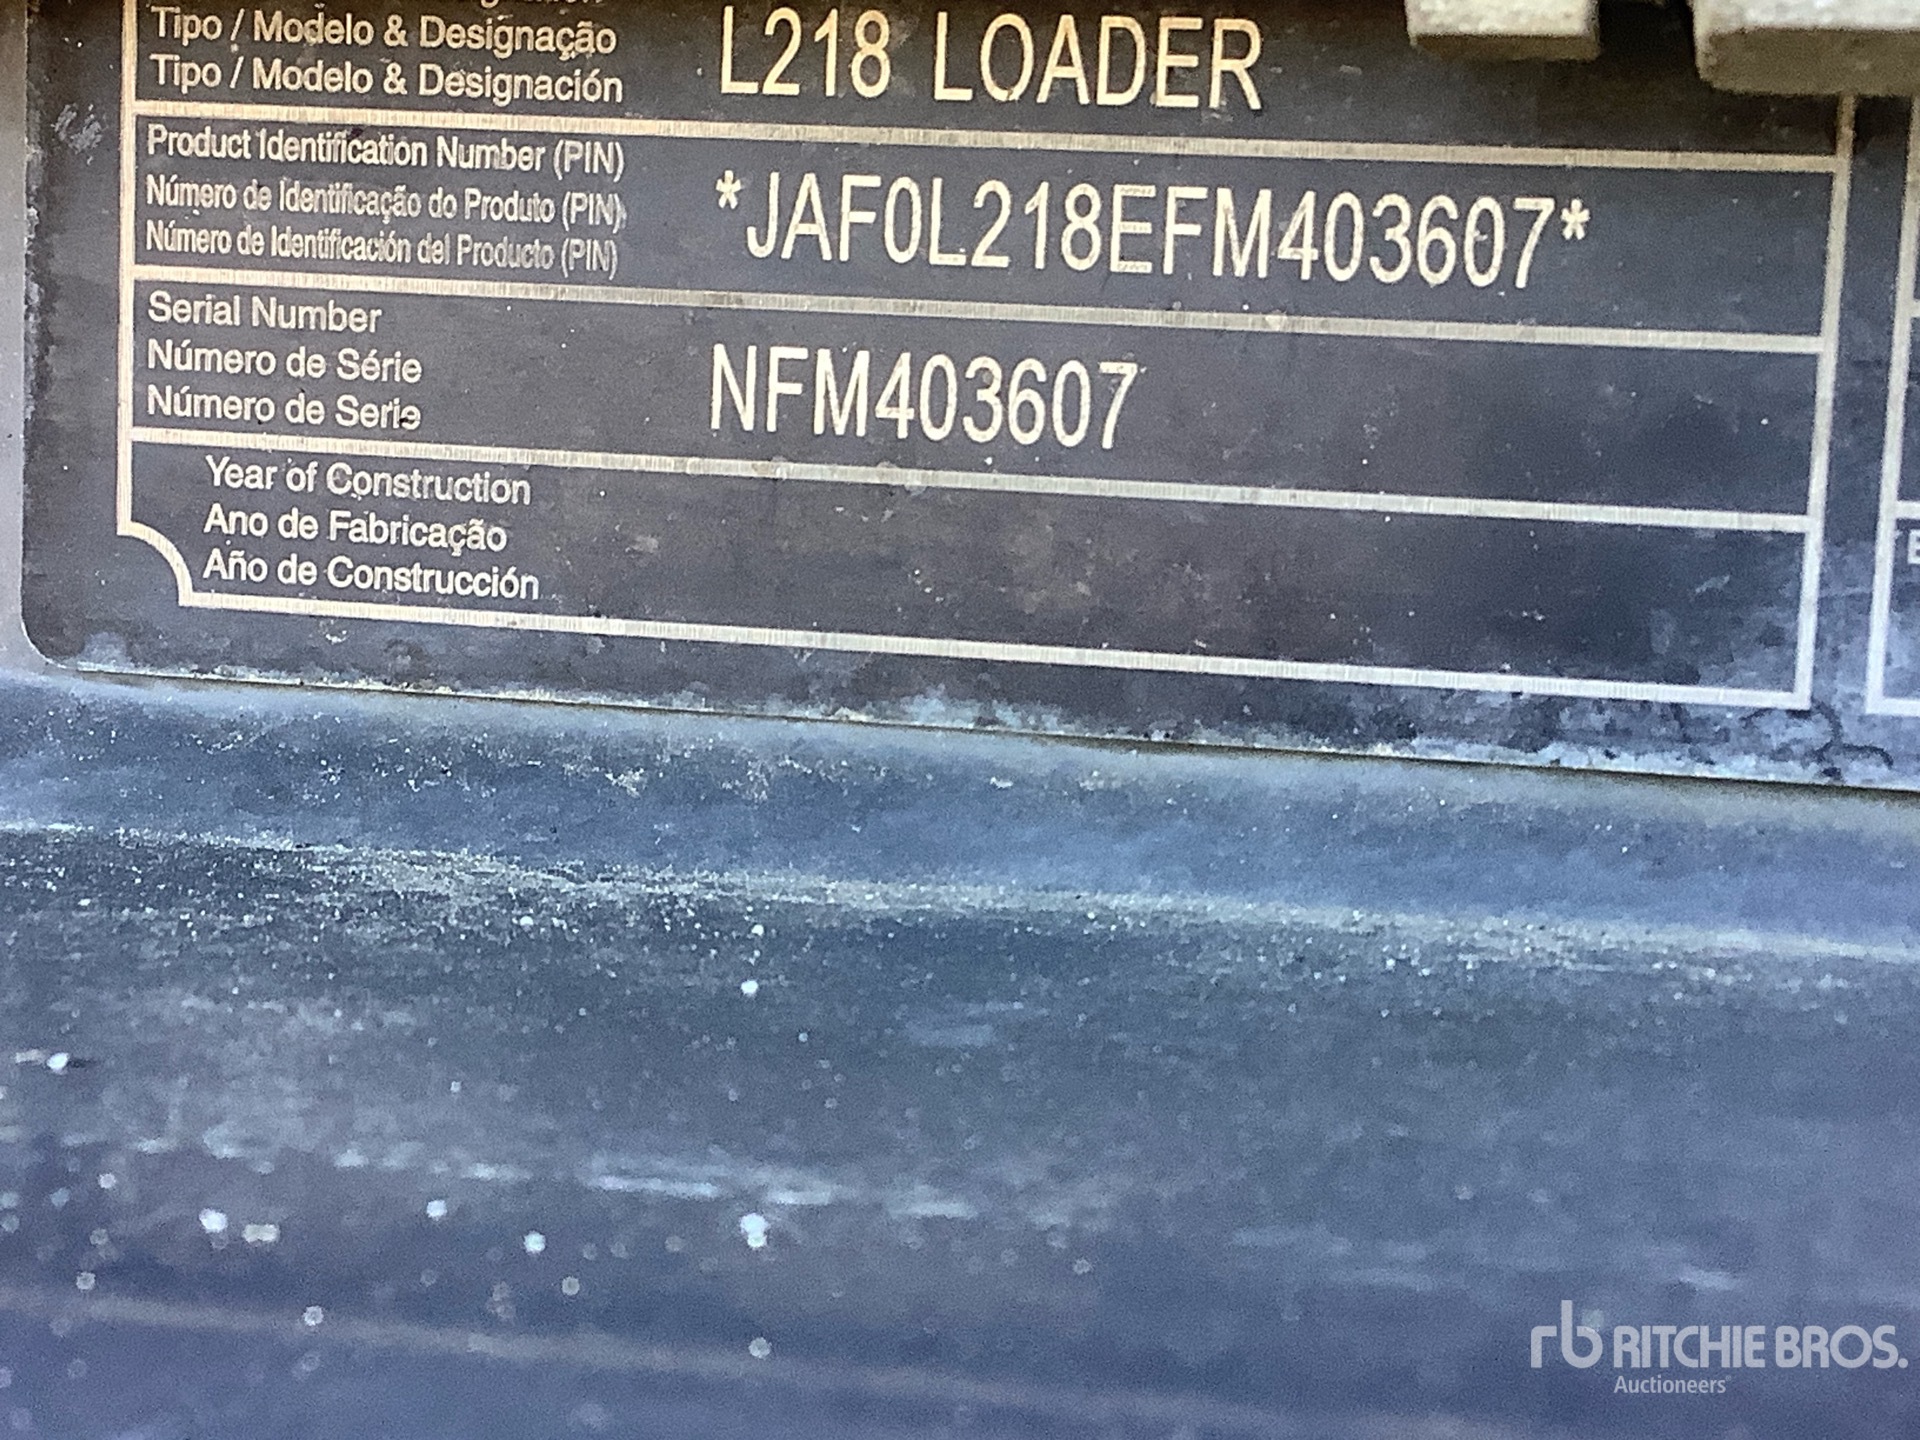 Tipo / Modelo & Designação
Tipo / Modelo & Designación
L218 LOADER
Product Identification Number (PIN)
Número de Identificação do Produto (PIN)
Número de Identificación del Producto (PIN)
*JAF0L218EFM403607*
Serial Number
Número de Série
Número de Serie
NFM403607
Year of Construction
Ano de Fabricação
Año de Construcción
rb RITCHIE BROS.
Auctioneers